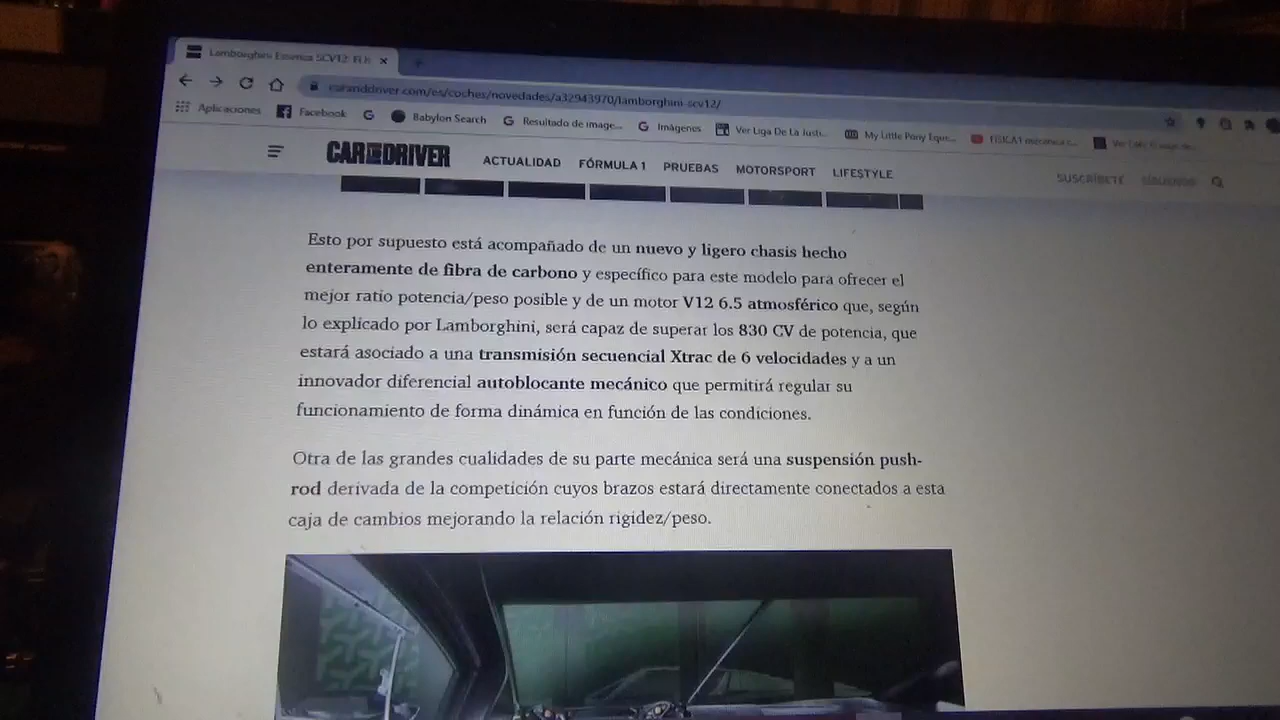 Lamborghini Essenza SCV12:
caranddriver.com/es/coches/novedades/a32943970/lamborghini-scv12/
Aplicaciones Facebook Babylon Search Resultado de image... Imágenes Ver Liga De La Justi... My Little Pony Eque... FÍSICA1 mecánica
CAR AND DRIVER ACTUALIDAD FÓRMULA 1 PRUEBAS MOTORSPORT LIFESTYLE SUSCRÍBETE SÍGUENOS
Esto por supuesto está acompañado de un nuevo y ligero chasis hecho
enteramente de fibra de carbono y específico para este modelo para ofrecer el
mejor ratio potencia/peso posible y de un motor V12 6.5 atmosférico que, según
lo explicado por Lamborghini, será capaz de superar los 830 CV de potencia, que
estará asociado a una transmisión secuencial Xtrac de 6 velocidades y a un
innovador diferencial autoblocante mecánico que permitirá regular su
funcionamiento de forma dinámica en función de las condiciones.
Otra de las grandes cualidades de su parte mecánica será una suspensión push-
rod derivada de la competición cuyos brazos estará directamente conectados a esta
caja de cambios mejorando la relación rigidez/peso.